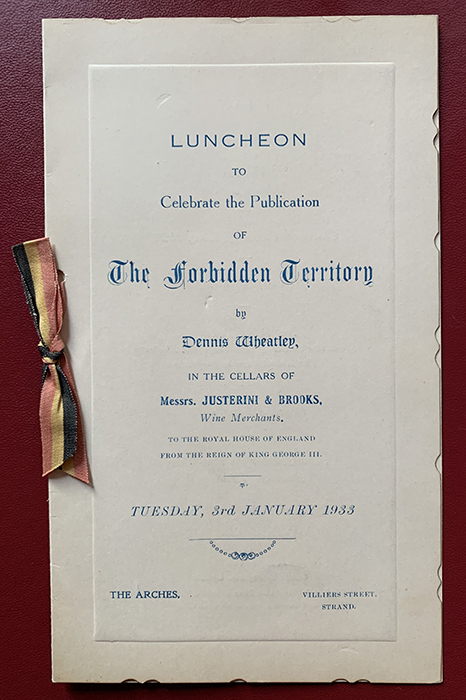 LUNCHEON
TO
Celebrate the Publication
OF
The Forbidden Territory
by
Dennis Wheatley,
IN THE CELLARS OF
Messrs. JUSTERINI & BROOKS,
Wine Merchants,
TO THE ROYAL HOUSE OF ENGLAND
FROM THE REIGN OF KING GEORGE III.
TUESDAY, 3rd JANUARY 1933
THE ARCHES, VILLIERS STREET,
STRAND.